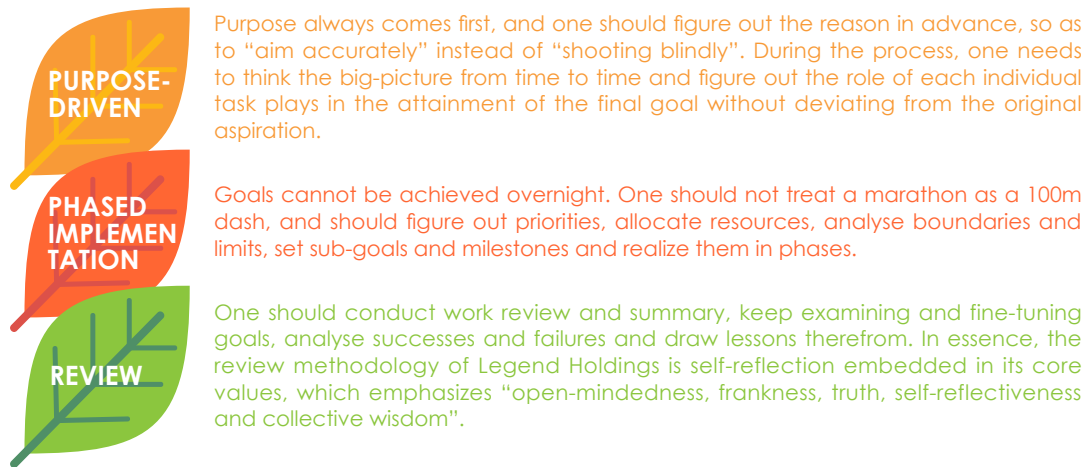 PURPOSE-
DRIVEN
Purpose always comes first, and one should figure out the reason in advance, so as
to “aim accurately” instead of “shooting blindly”. During the process, one needs
to think the big-picture from time to time and figure out the role of each individual
task plays in the attainment of the final goal without deviating from the original
aspiration.
PHASED
IMPLEMEN
TATION
Goals cannot be achieved overnight. One should not treat a marathon as a 100m
dash, and should figure out priorities, allocate resources, analyse boundaries and
limits, set sub-goals and milestones and realize them in phases.
REVIEW
One should conduct work review and summary, keep examining and fine-tuning
goals, analyse successes and failures and draw lessons therefrom. In essence, the
review methodology of Legend Holdings is self-reflection embedded in its core
values, which emphasizes “open-mindedness, frankness, truth, self-reflectiveness
and collective wisdom”.